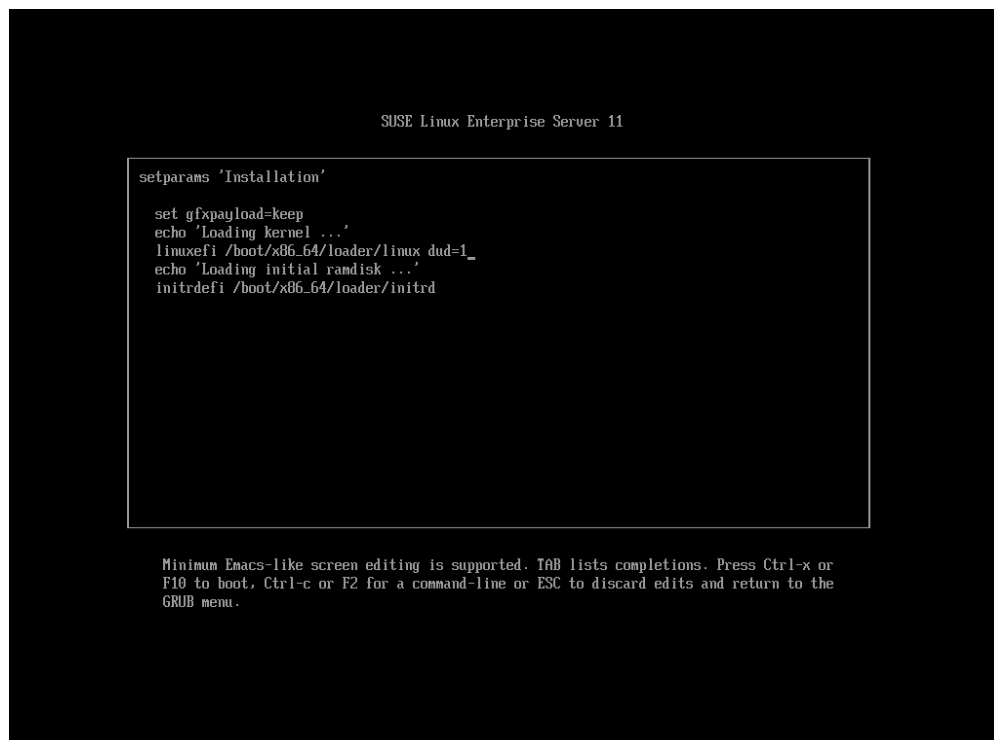 SUSE Linux Enterprise Server 11
setparams 'Installation'
set gfxpayload=keep
echo 'Loading kernel ...'
linuxefi /boot/x86_64/loader/linux dud=1_
echo 'Loading initial ramdisk ...'
initrdefi /boot/x86_64/loader/initrd
Minimum Emacs-like screen editing is supported. TAB lists completions. Press Ctrl-x or
F10 to boot, Ctrl-c or F2 for a command-line or ESC to discard edits and return to the
GRUB menu.